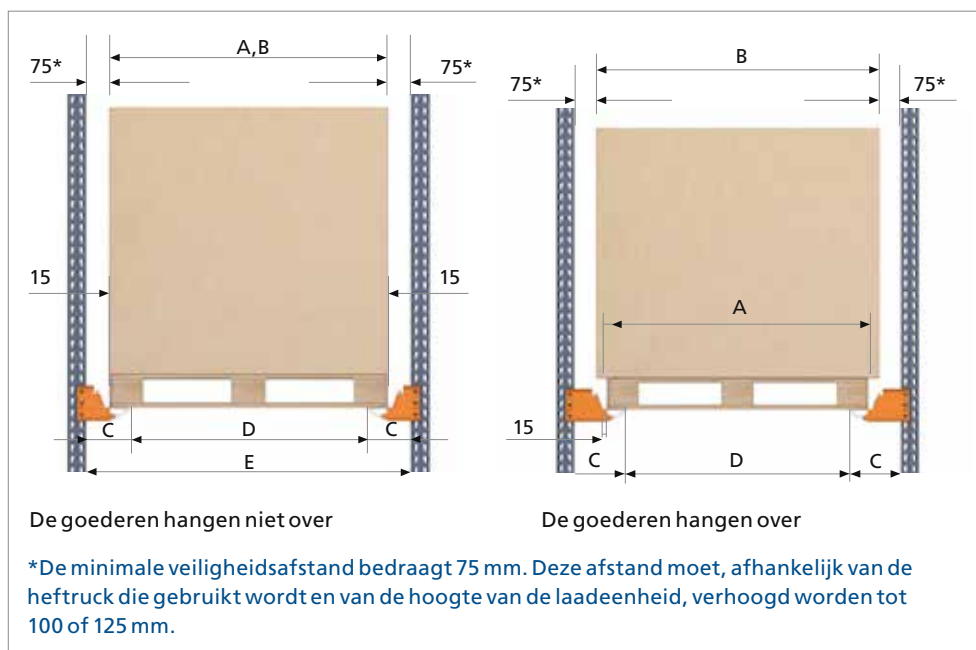 A,B
75*
75*
15
15
C
D
C
E
De goederen hangen niet over
B
75*
75*
A
15
C
D
C
De goederen hangen over
*De minimale veiligheidsafstand bedraagt 75 mm. Deze afstand moet, afhankelijk van de
heftruck die gebruikt wordt en van de hoogte van de laadeenheid, verhoogd worden tot
100 of 125 mm.